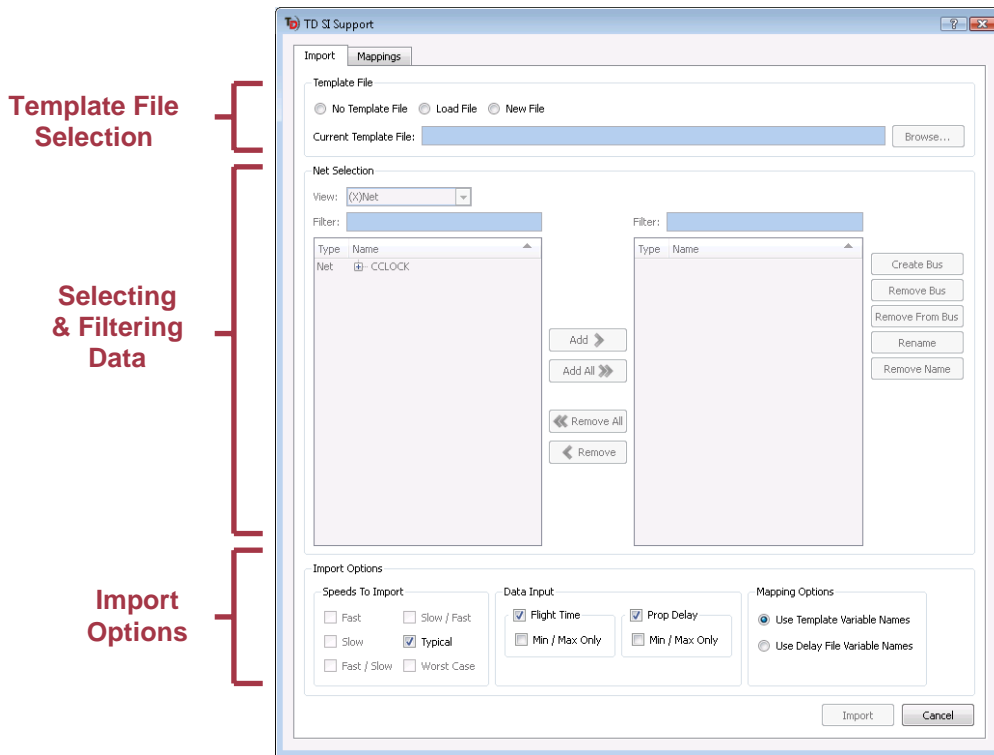 TD SI Support
Import Mappings
Template File
Selection
Template File
No Template File Load File New File
Current Template File: Browse...
Selecting
& Filtering
Data
Net Selection
View: (X)Net
Filter: Filter:
Type Name Type Name
Net CCLOCK
Create Bus
Remove Bus
Remove From Bus
Rename
Remove Name
Add
Add All
Remove All
Remove
Import
Options
Import Options
Speeds To Import Data Input Mapping Options
Fast Slow / Fast Flight Time Prop Delay Use Template Variable Names
Slow Typical Min / Max Only Min / Max Only Use Delay File Variable Names
Fast / Slow Worst Case
Import Cancel